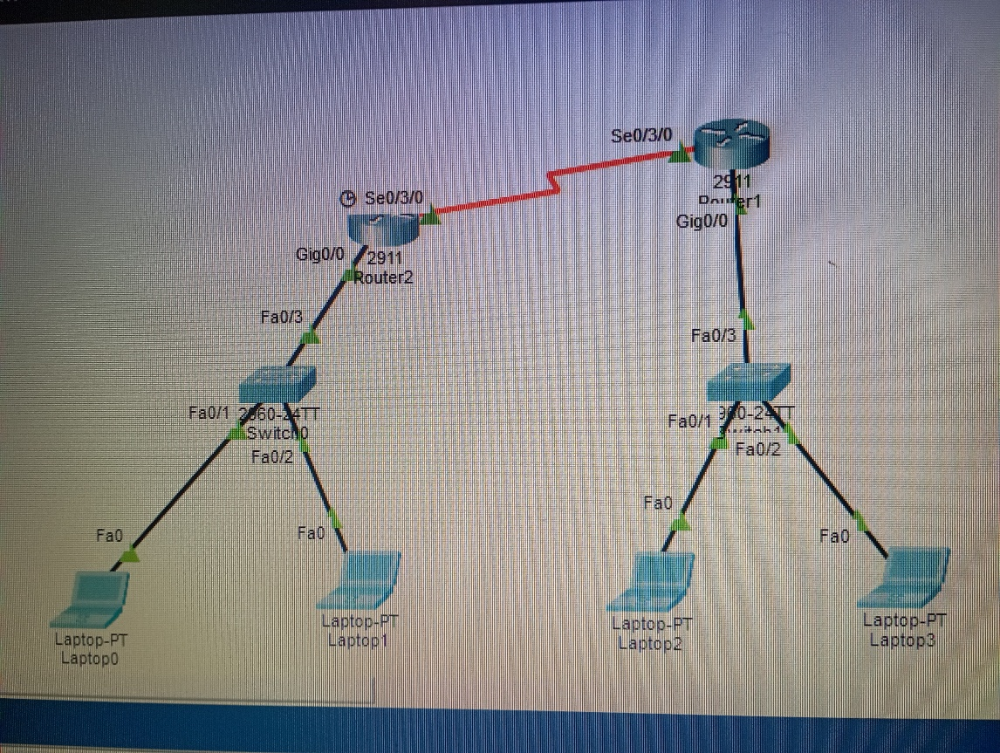 Se0/3/0
2911
Gig0/0
Se0/3/0
Gig0/0
2911
Router2
Fa0/3
Fa0/3
Fa0/1
Switch0
Fa0/2
Fa0/1
Fa0/2
Fa0
Fa0
Fa0
Fa0
Laptop-PT
Laptop0
Laptop-PT
Laptop1
Laptop-PT
Laptop2
Laptop-PT
Laptop3